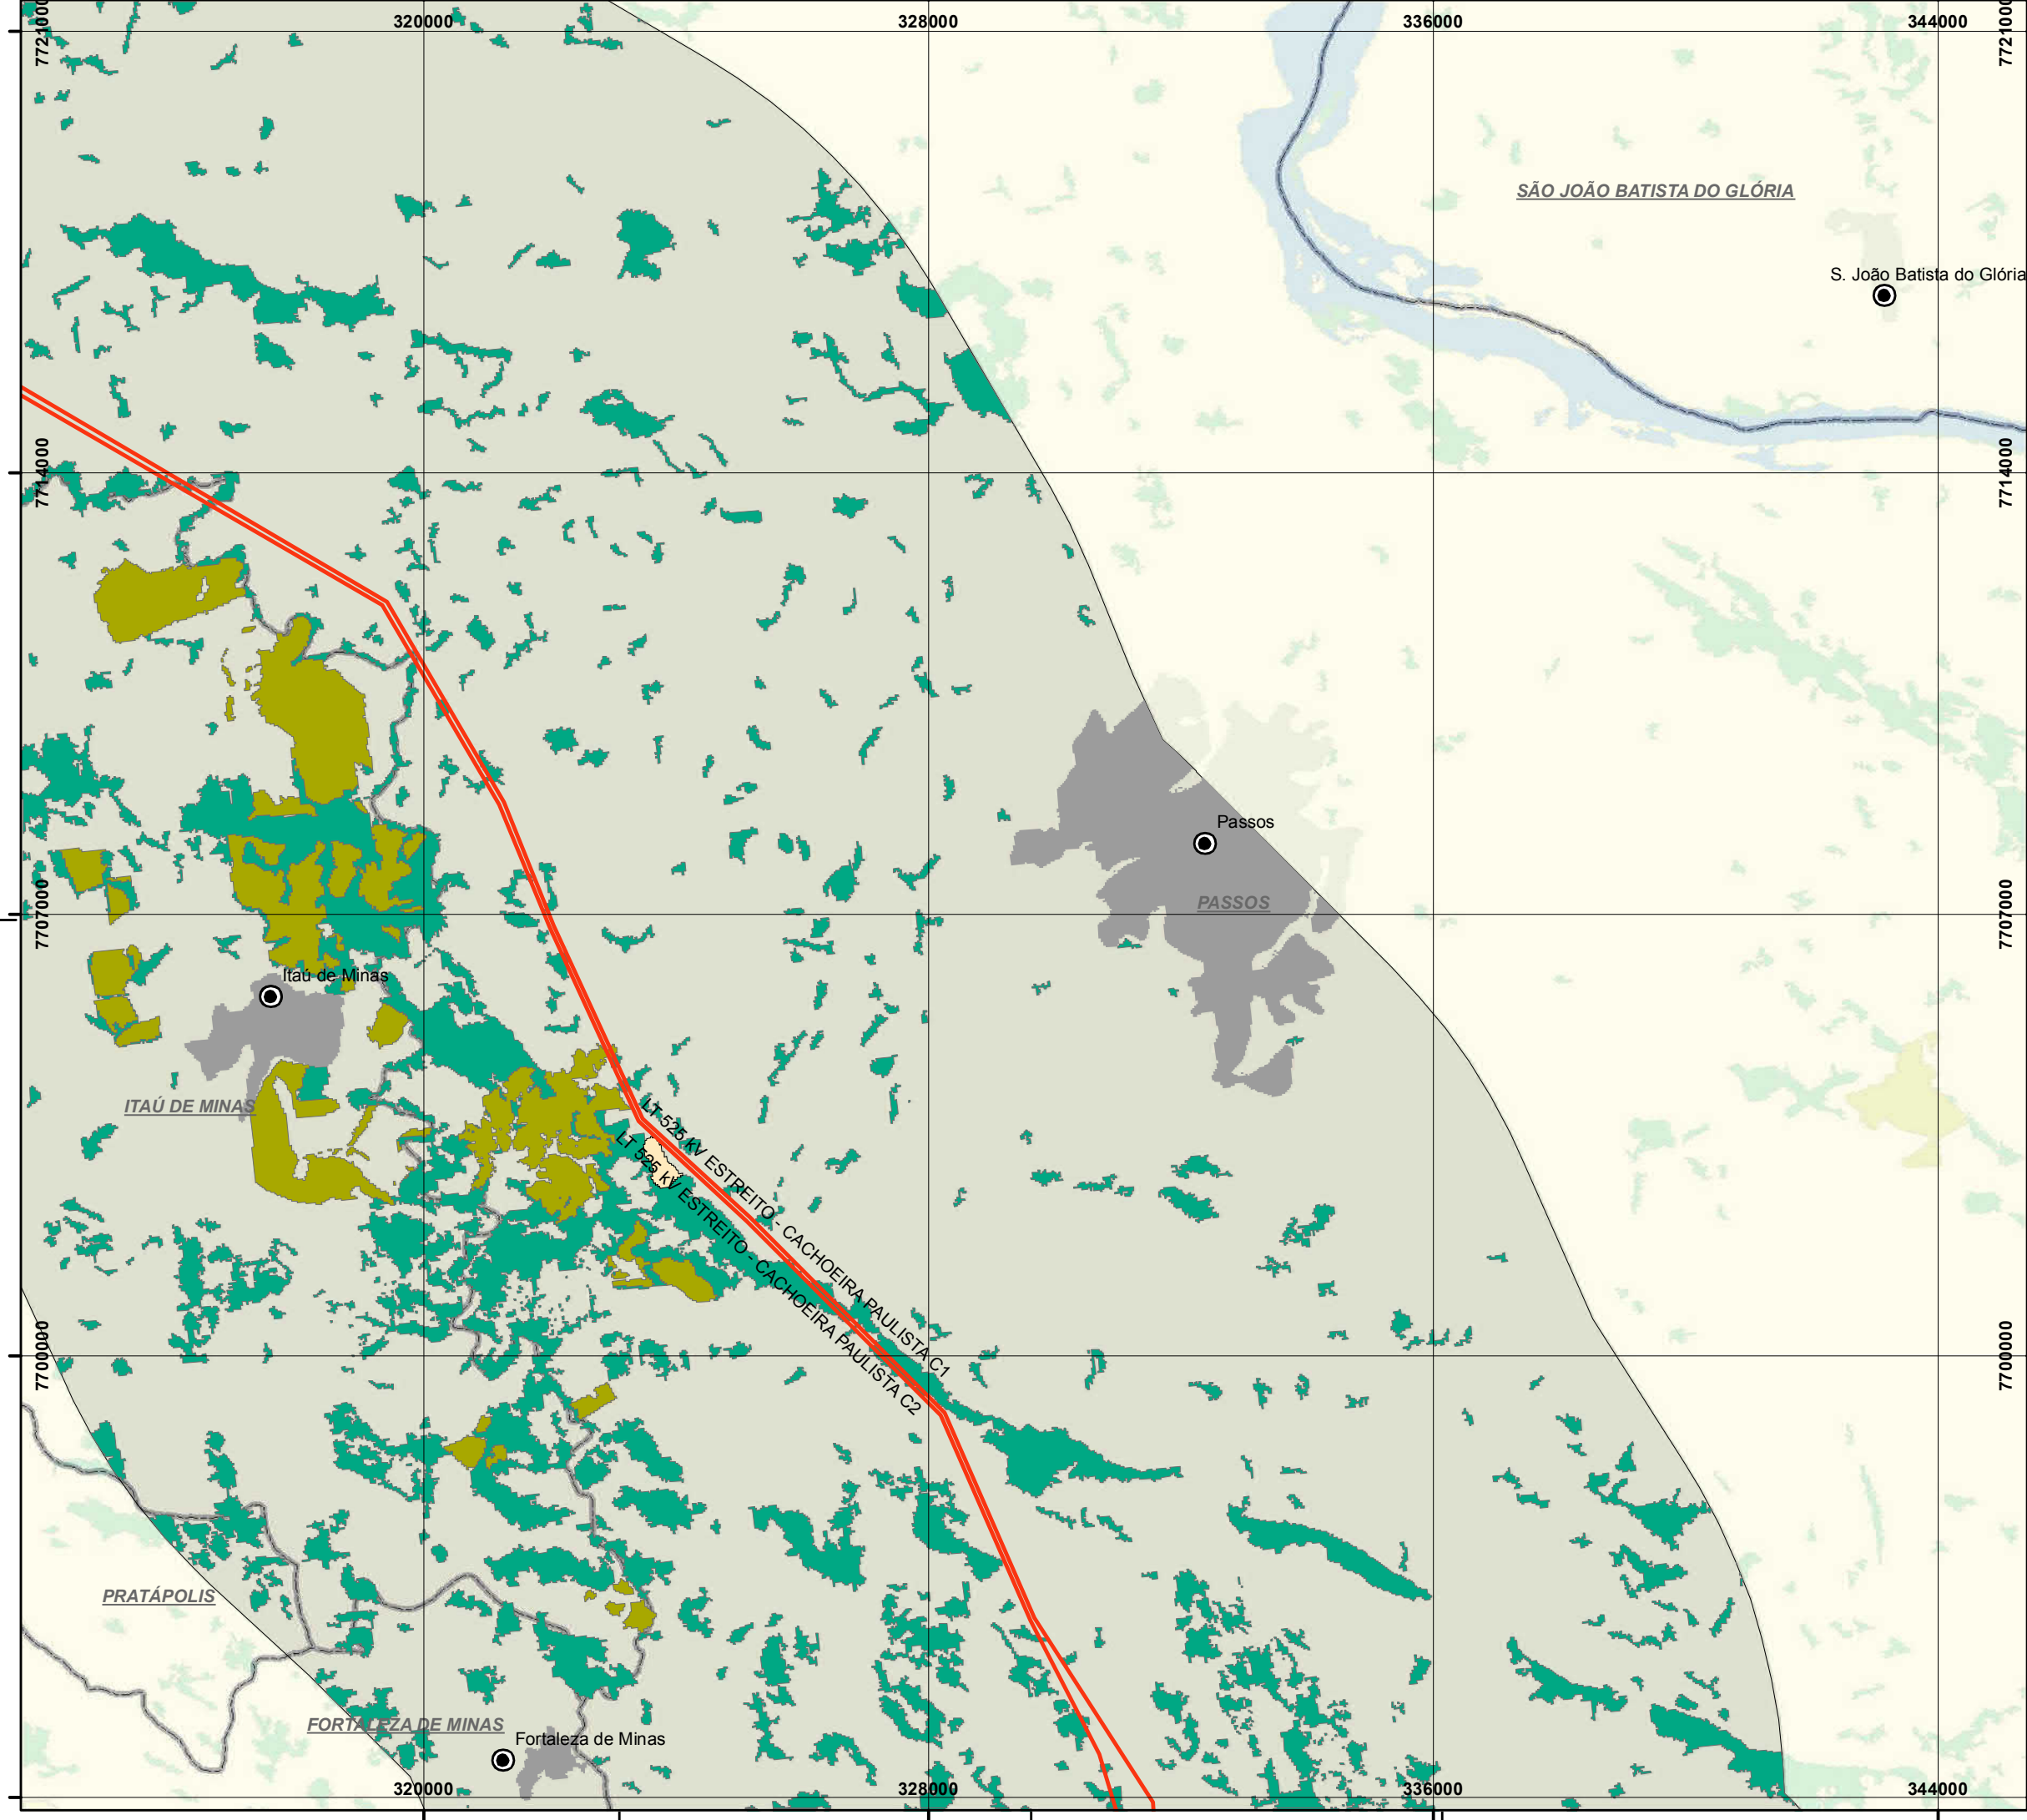 320000
328000
336000
344000
7721000
7721000
SÃO JOÃO BATISTA DO GLÓRIA
S. João Batista do Glória
7714000
7714000
Passos
PASSOS
7707000
7707000
Itaú de Minas
ITAÚ DE MINAS
LT 525 kV ESTREITO - CACHOEIRA PAULISTA C1
LT 525 kV ESTREITO - CACHOEIRA PAULISTA C2
7700000
7700000
PRATÁPOLIS
FORTALEZA DE MINAS
Fortaleza de Minas
320000
328000
336000
344000